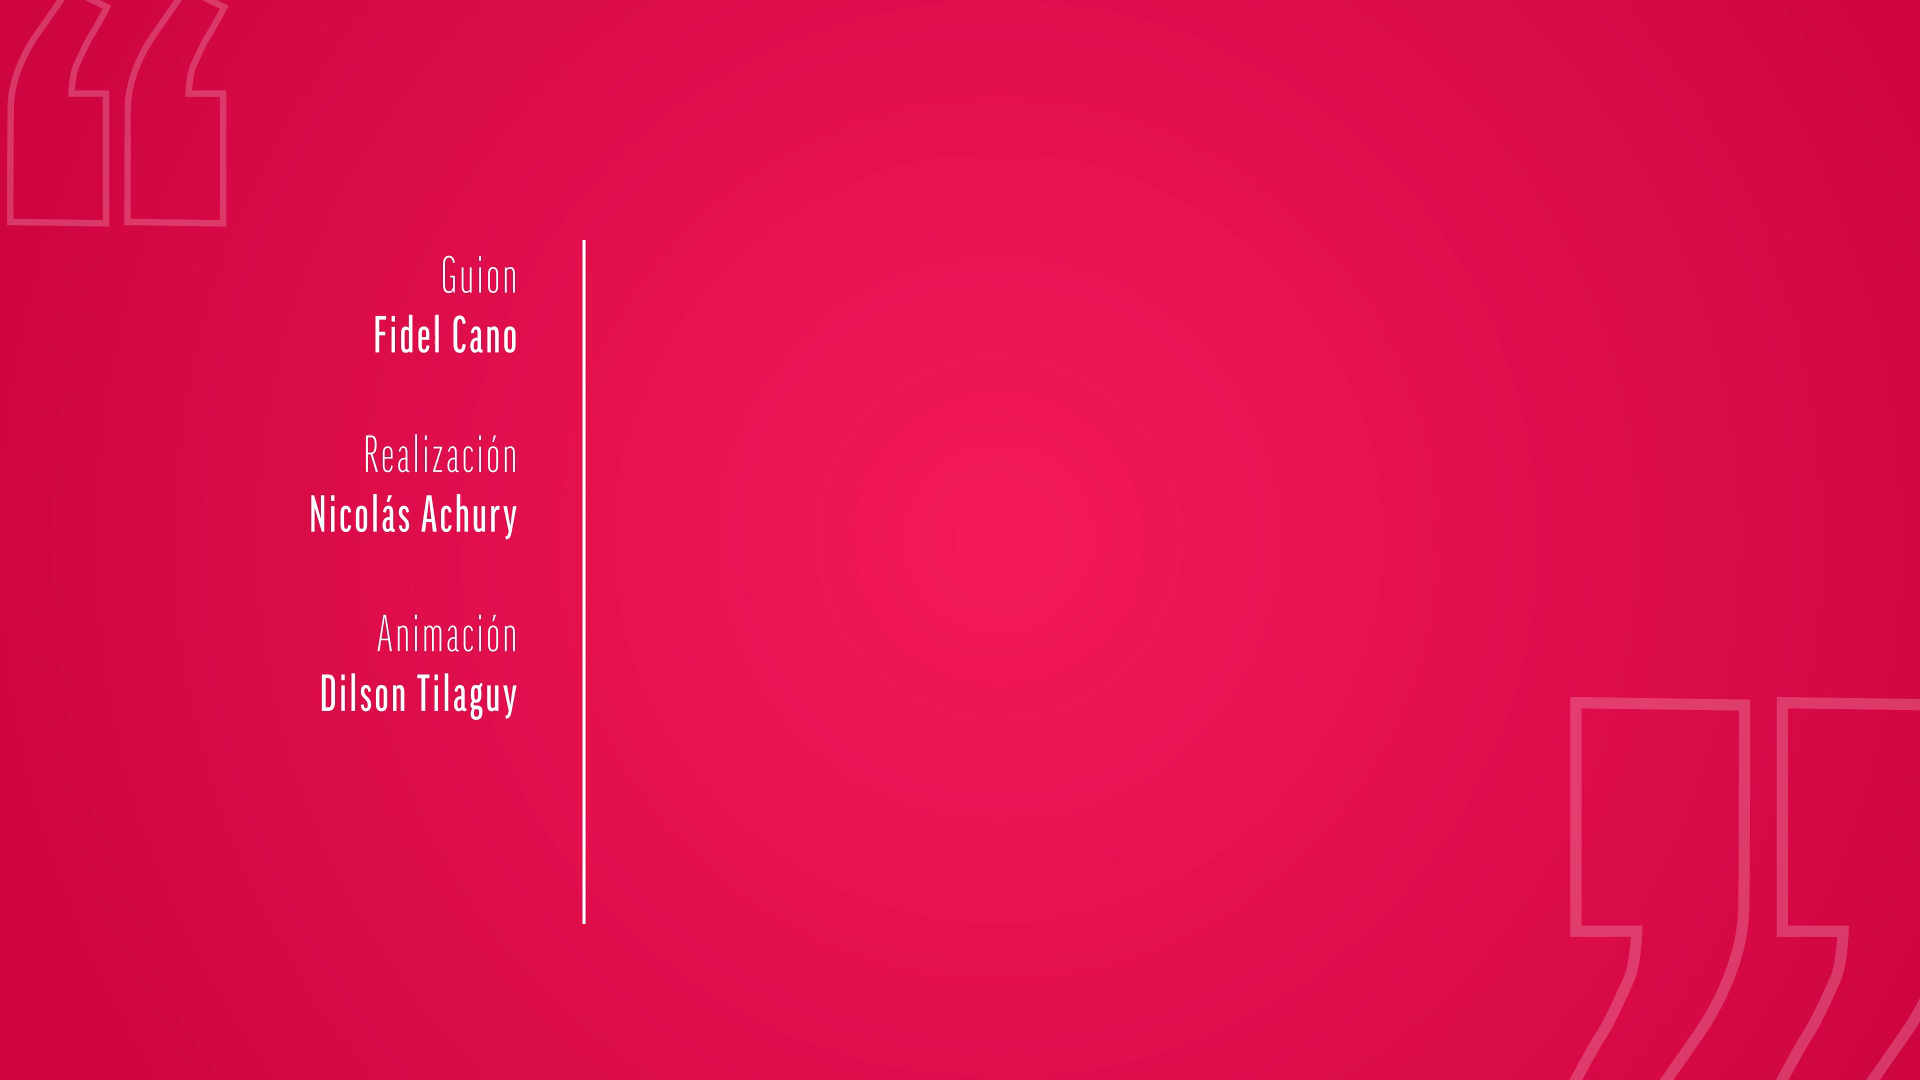 Guion
Fidel Cano
Realización
Nicolás Achury
Animación
Dilson Tilaguy